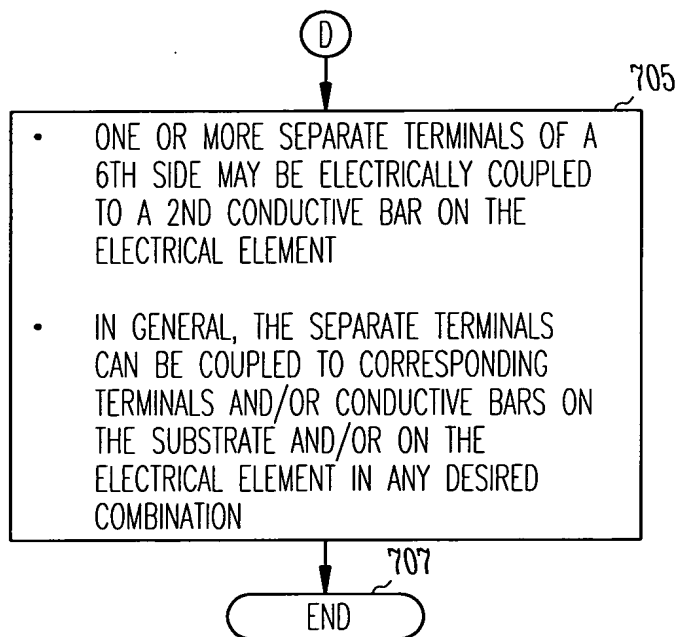 D
705
• ONE OR MORE SEPARATE TERMINALS OF A
6TH SIDE MAY BE ELECTRICALLY COUPLED
TO A 2ND CONDUCTIVE BAR ON THE
ELECTRICAL ELEMENT
• IN GENERAL, THE SEPARATE TERMINALS
CAN BE COUPLED TO CORRESPONDING
TERMINALS AND/OR CONDUCTIVE BARS ON
THE SUBSTRATE AND/OR ON THE
ELECTRICAL ELEMENT IN ANY DESIRED
COMBINATION
707
END